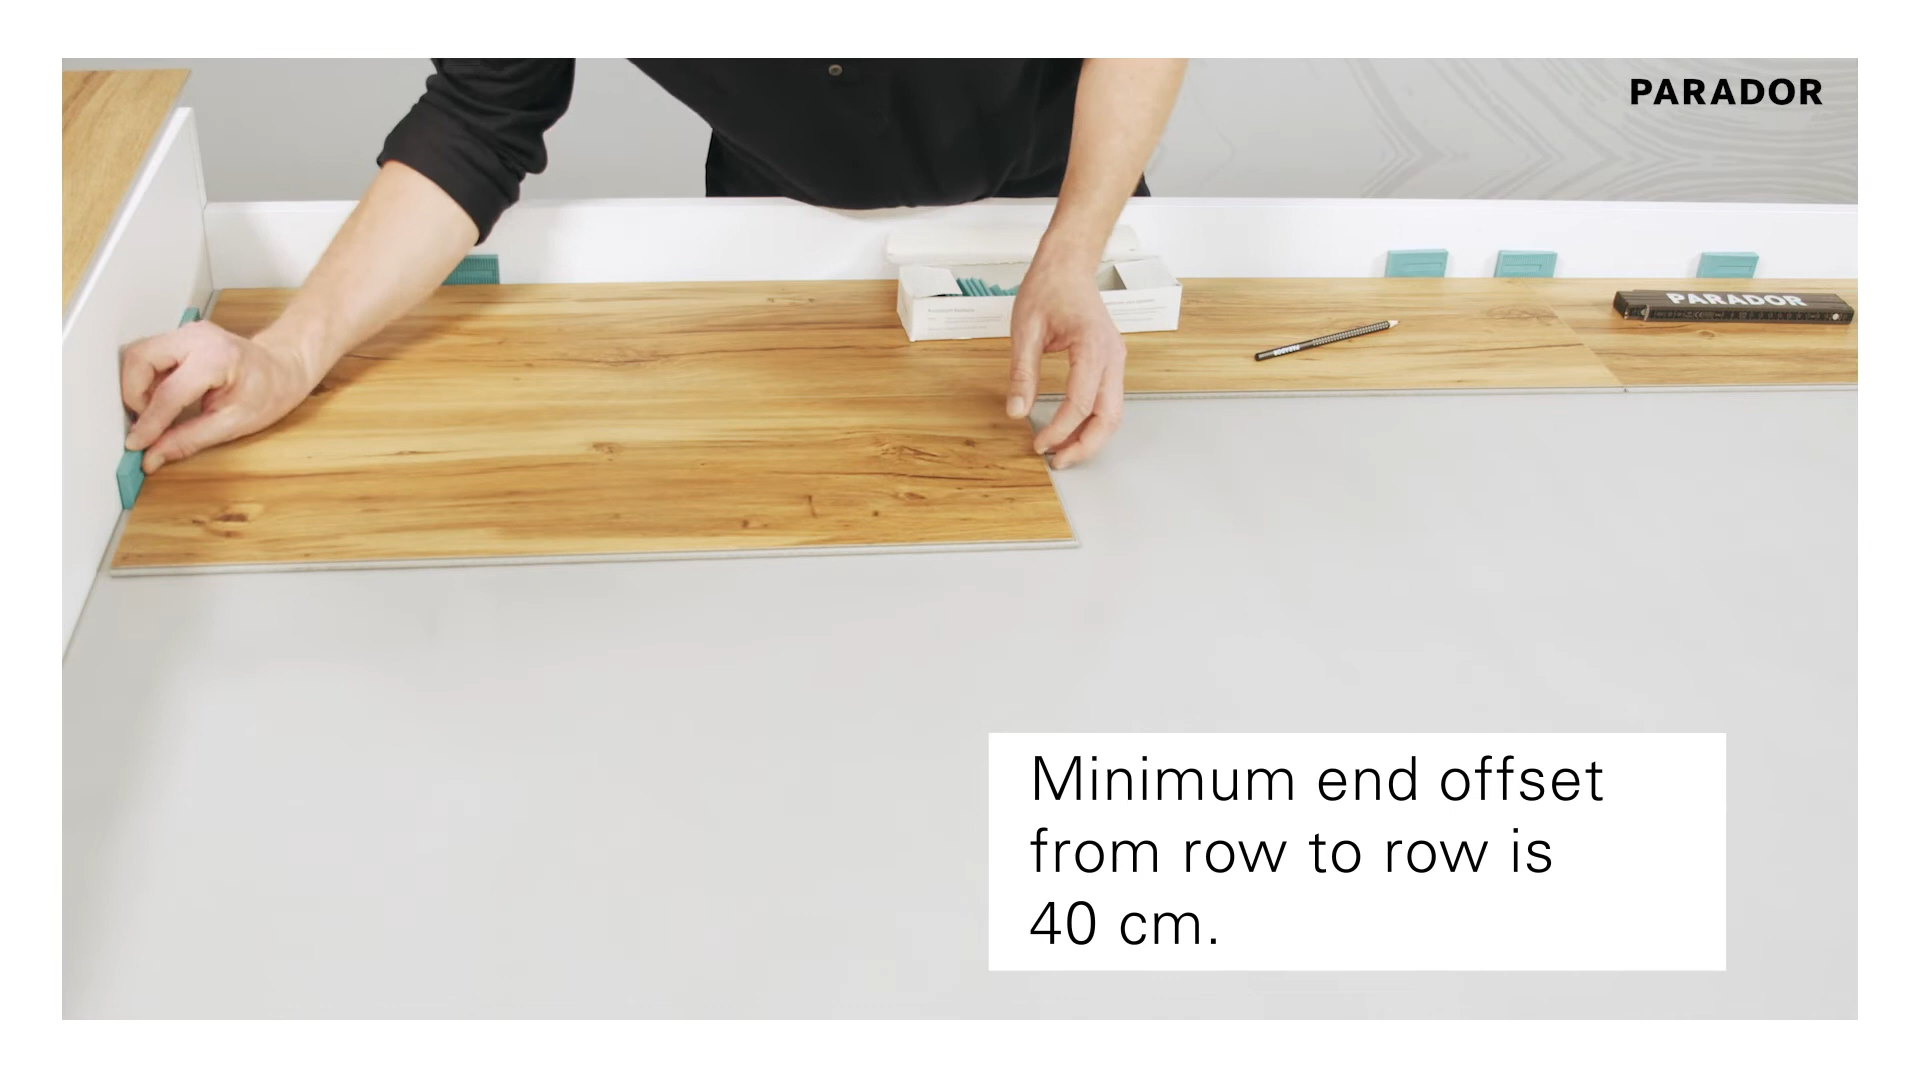 PARADOR
PARADOR
Minimum end offset
from row to row is
40 cm.